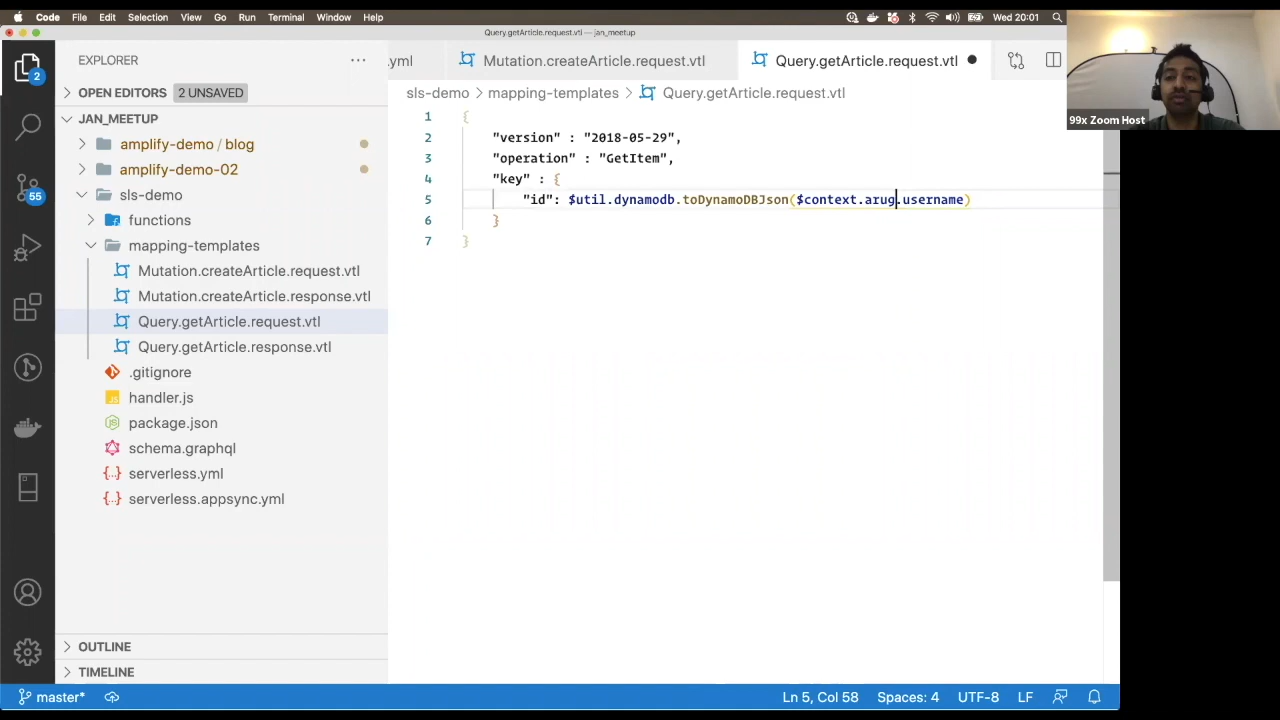 Code File Edit Selection View Go Run Terminal Window Help
Wed 20:01
Query.getArticle.request.vtl — jan_meetup
EXPLORER
.yml
Mutation.createArticle.request.vtl
Query.getArticle.request.vtl
OPEN EDITORS
2 UNSAVED
sls-demo > mapping-templates > Query.getArticle.request.vtl
99x Zoom Host
JAN_MEETUP
amplify-demo / blog
amplify-demo-02
sls-demo
functions
mapping-templates
Mutation.createArticle.request.vtl
Mutation.createArticle.response.vtl
Query.getArticle.request.vtl
Query.getArticle.response.vtl
.gitignore
handler.js
package.json
schema.graphql
serverless.yml
serverless.appsync.yml
OUTLINE
TIMELINE
2
55
1 {
2 "version" : "2018-05-29",
3 "operation" : "GetItem",
4 "key" : {
5 "id": $util.dynamodb.toDynamoDBJson($context.arug.username)
6 }
7 }
master*
Ln 5, Col 58
Spaces: 4
UTF-8
LF